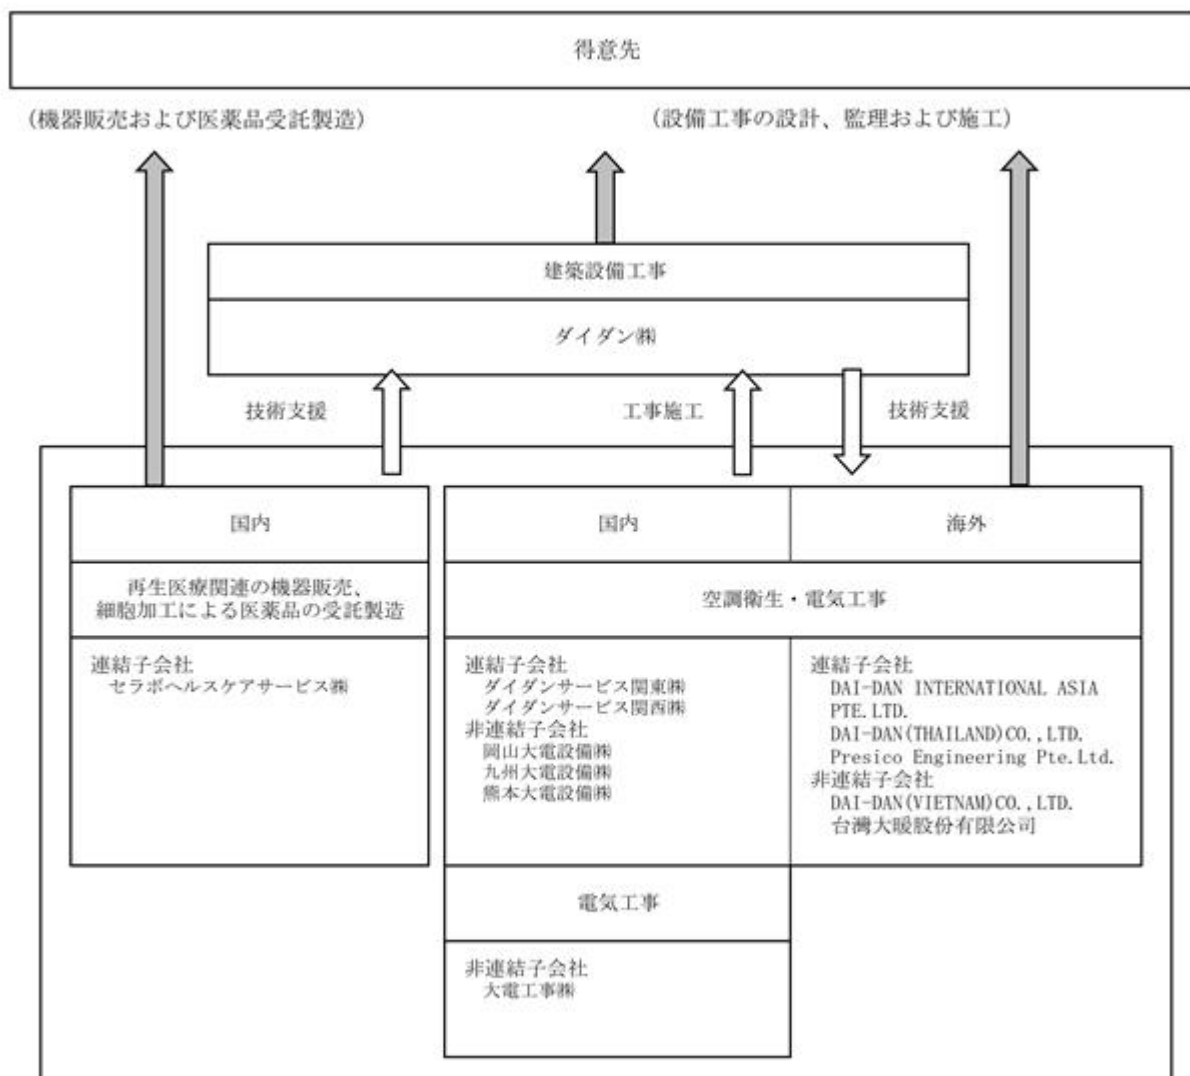 得意先
(機器販売および医薬品受託製造)
(設備工事の設計、監理および施工)
建築設備工事
ダイダン㈱
技術支援
工事施工
技術支援
国内
再生医療関連の機器販売、
細胞加工による医薬品の受託製造
連結子会社
セラボヘルスケアサービス㈱
国内
海外
空調衛生・電気工事
連結子会社
ダイダンサービス関東㈱
ダイダンサービス関西㈱
非連結子会社
岡山大電設備㈱
九州大電設備㈱
熊本大電設備㈱
連結子会社
DAI-DAN INTERNATIONAL ASIA
PTE.LTD.
DAI-DAN(THAILAND)CO.,LTD.
Presico Engineering Pte.Ltd.
非連結子会社
DAI-DAN(VIETNAM)CO.,LTD.
台灣大暖股份有限公司
電気工事
非連結子会社
大電工事㈱